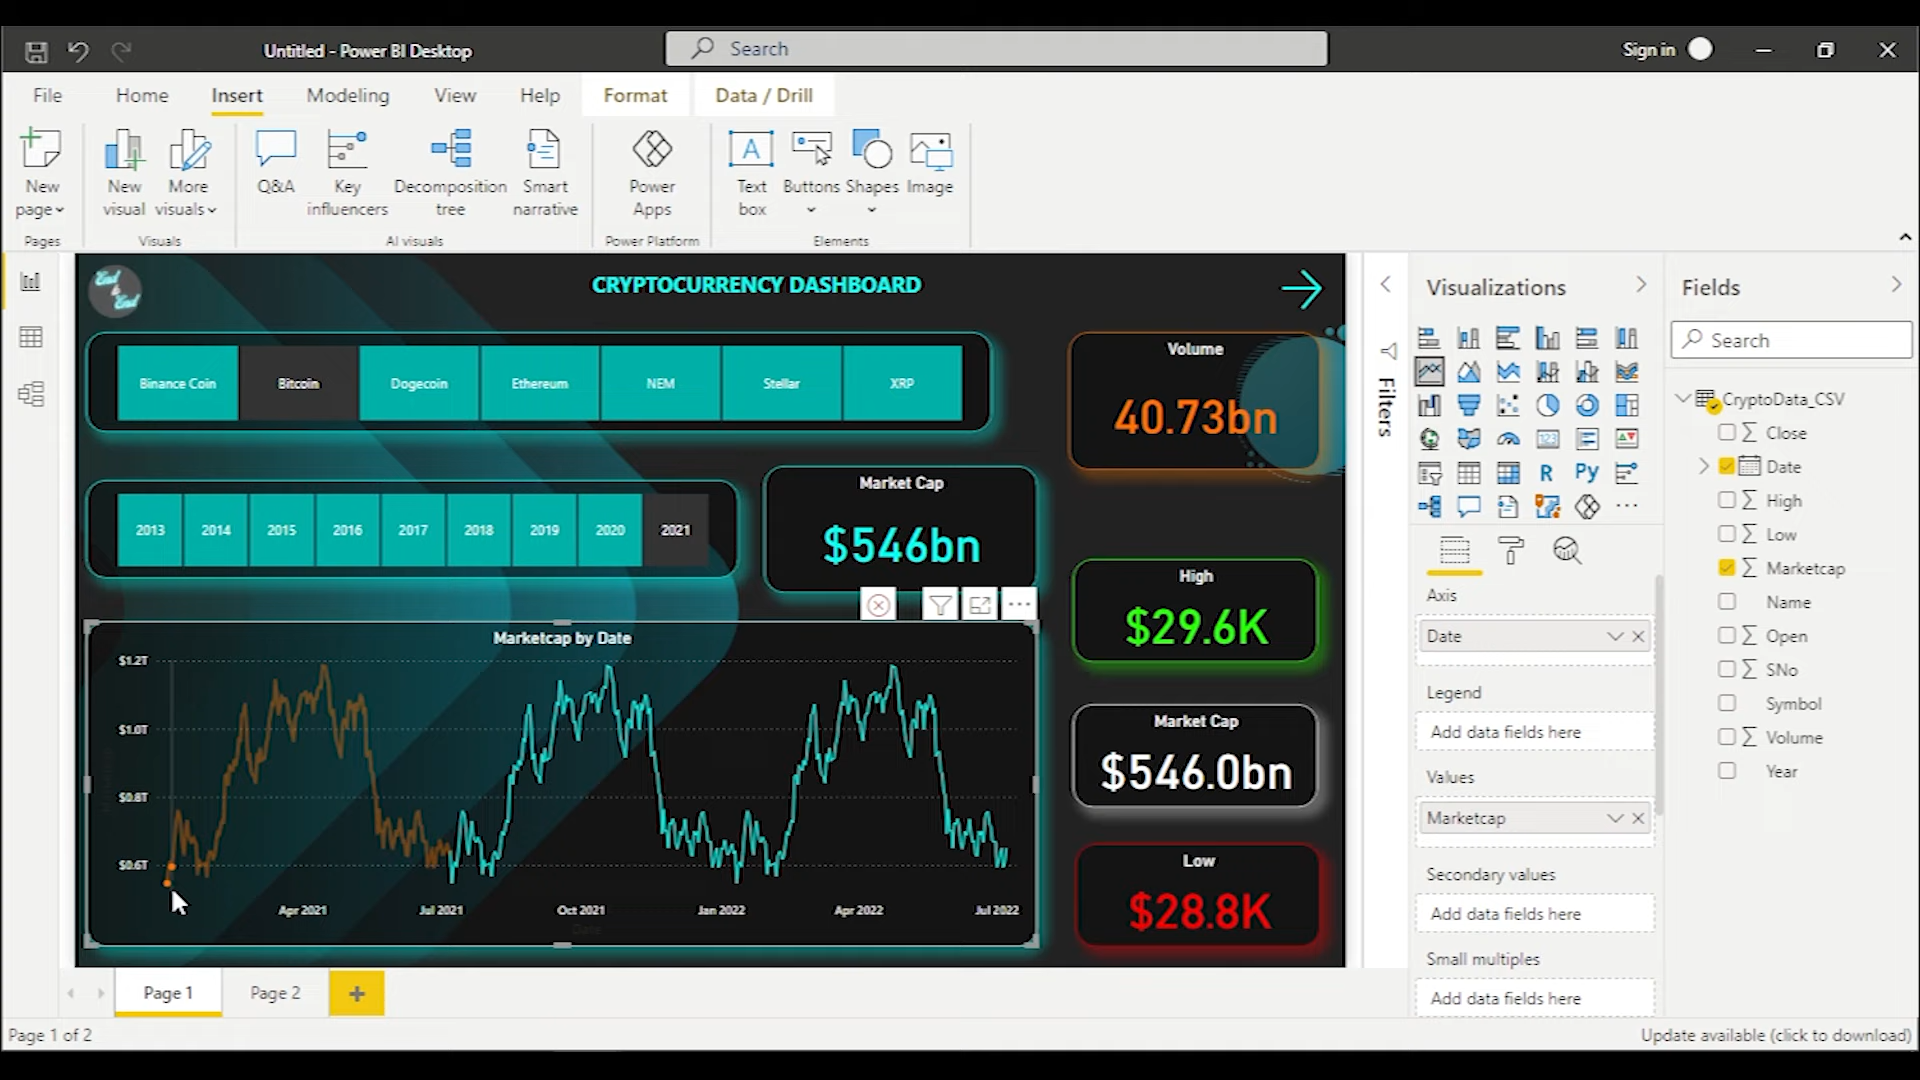 Untitled - Power BI Desktop
Search
Sign in
File
Home
Insert
Modeling
View
Help
Format
Data / Drill
New page
New visual
More visuals
Q&A
Key influencers
Decomposition tree
Smart narrative
Power Apps
Text box
Buttons
Shapes
Image
Pages
Visuals
AI visuals
Power Platform
Elements
End & End
CRYPTOCURRENCY DASHBOARD
Binance Coin
Bitcoin
Dogecoin
Ethereum
NEM
Stellar
XRP
Volume
40.73bn
2013
2014
2015
2016
2017
2018
2019
2020
2021
Market Cap
$546bn
High
$29.6K
Market Cap
$546.0bn
Low
$28.8K
Marketcap by Date
$1.2T
$1.0T
$0.8T
$0.6T
Apr 2021
Jul 2021
Oct 2021
Jan 2022
Apr 2022
Jul 2022
Date
Filters
Visualizations
R
Py
123
Axis
Date
Legend
Add data fields here
Values
Marketcap
Secondary values
Add data fields here
Small multiples
Add data fields here
Fields
Search
CryptoData_CSV
Close
Date
High
Low
Marketcap
Name
Open
SNo
Symbol
Volume
Year
Page 1
Page 2
Page 1 of 2
Update available (click to download)